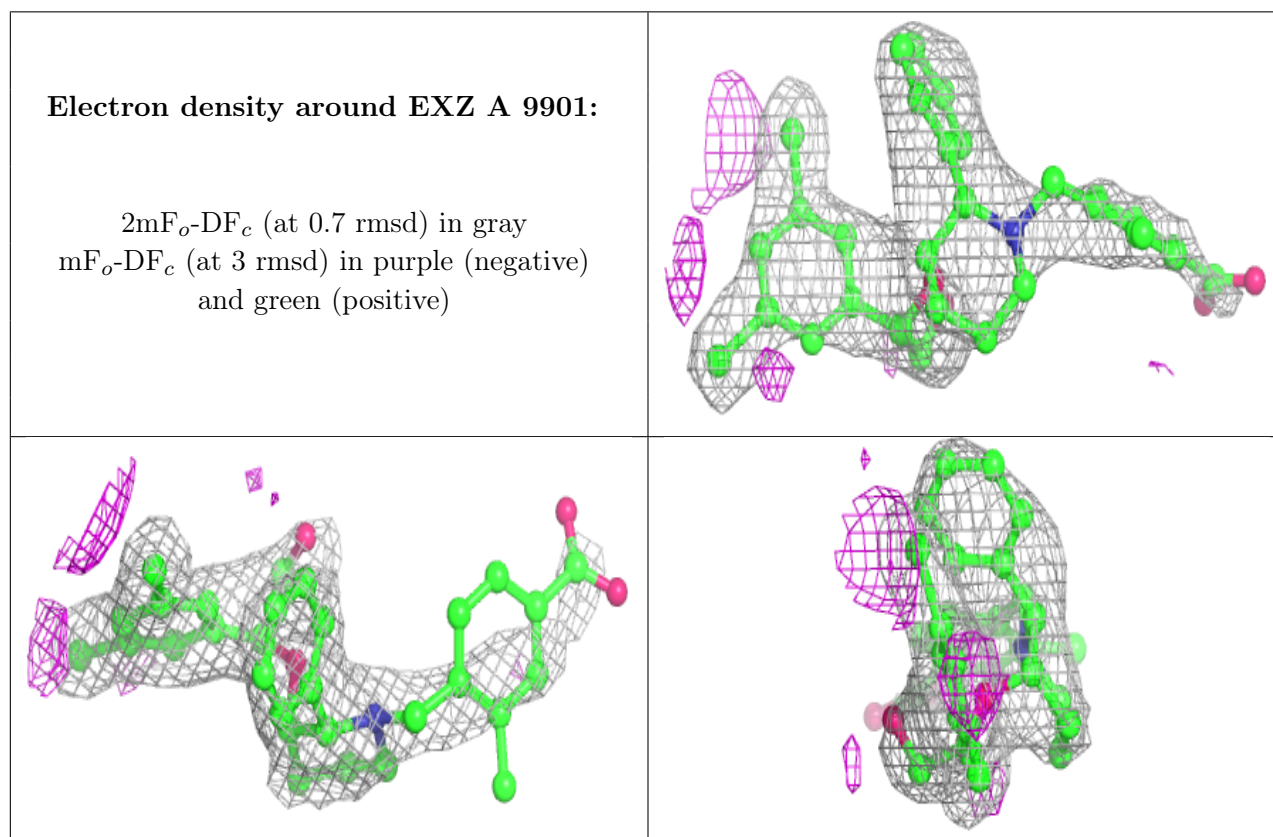 Electron density around EXZ A 9901:
2mFₒ-DF𝑐 (at 0.7 rmsd) in gray
mFₒ-DF𝑐 (at 3 rmsd) in purple (negative)
and green (positive)